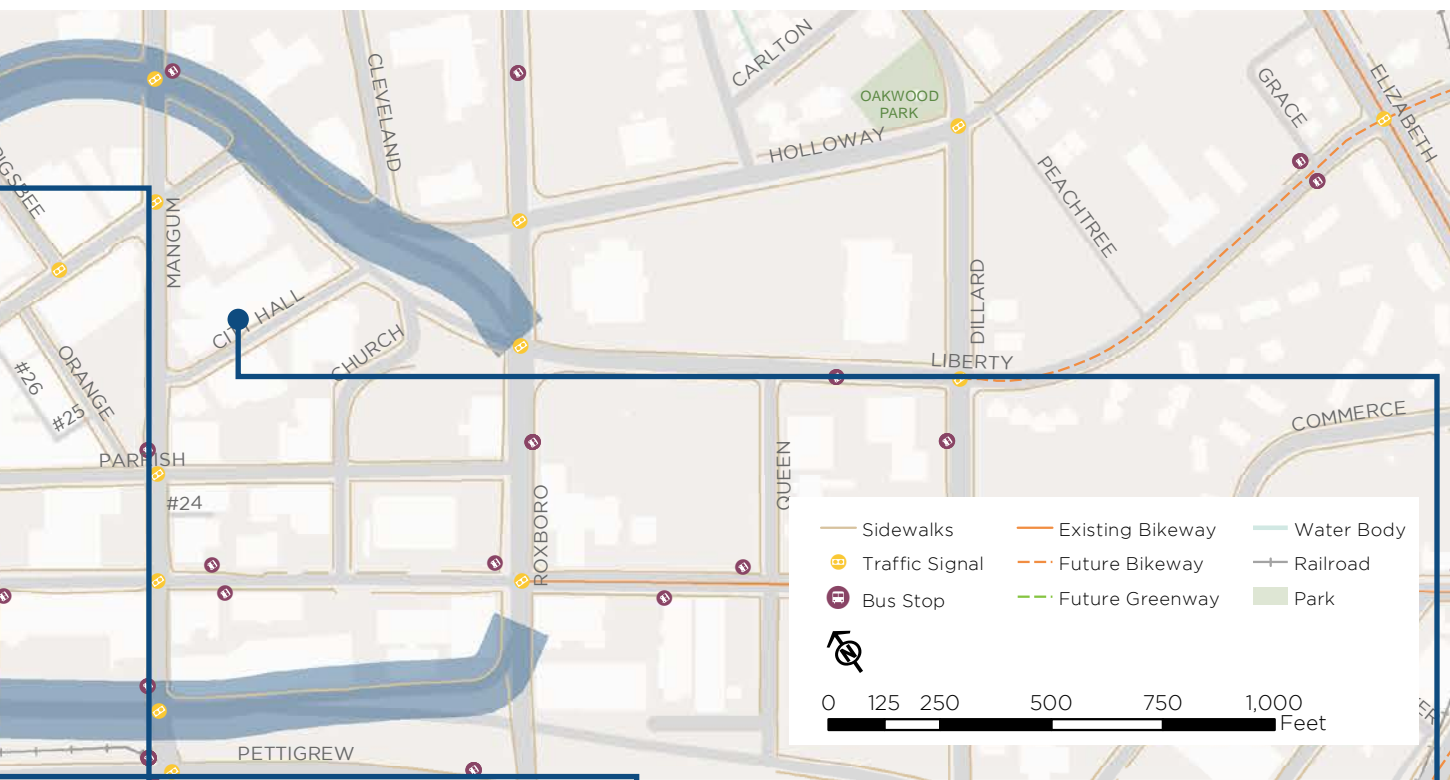 CARLTON
CLEVELAND
GRACE
ELIZABETH
OAKWOOD
PARK
HOLLOWAY
PEACHTREE
MANGUM
DILLARD
CITY HALL
CHURCH
LIBERTY
ORANGE
#26
#25
COMMERCE
PARRISH
#24
QUEEN
ROXBORO
PETTIGREW
Sidewalks
Traffic Signal
Bus Stop
Existing Bikeway
Future Bikeway
Future Greenway
Water Body
Railroad
Park
N
0 125 250 500 750 1,000
Feet